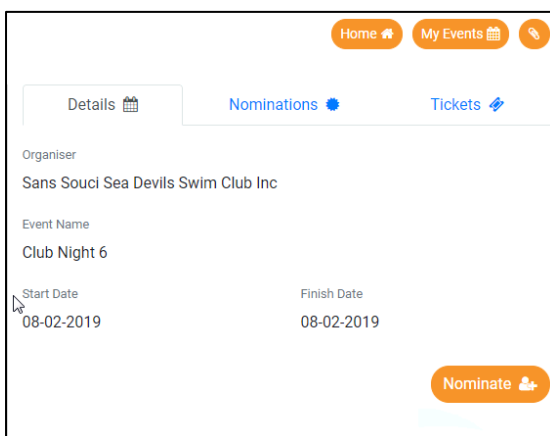 Home My Events
Details Nominations Tickets
Organiser
Sans Souci Sea Devils Swim Club Inc
Event Name
Club Night 6
Start Date Finish Date
08-02-2019 08-02-2019
Nominate